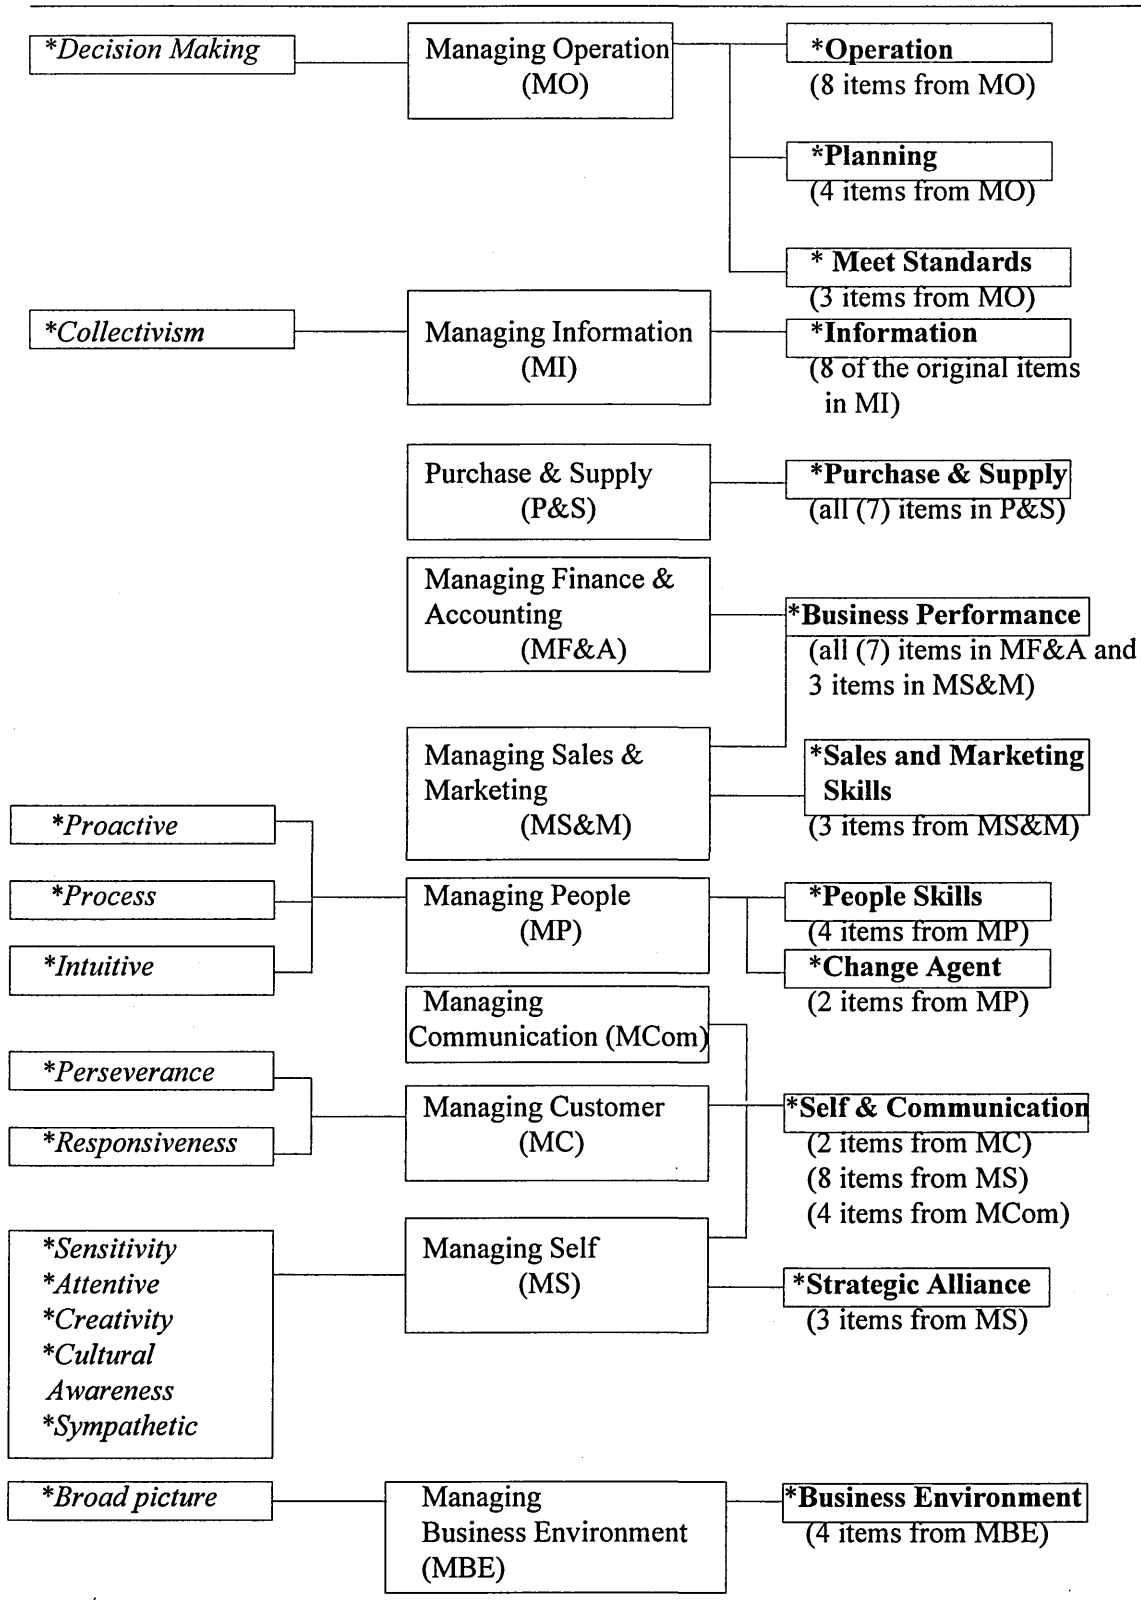 *Decision Making
Managing Operation
(MO)
*Operation
(8 items from MO)
*Planning
(4 items from MO)
* Meet Standards
(3 items from MO)
*Collectivism
Managing Information
(MI)
*Information
(8 of the original items
in MI)
Purchase & Supply
(P&S)
*Purchase & Supply
(all (7) items in P&S)
Managing Finance &
Accounting
(MF&A)
*Business Performance
(all (7) items in MF&A and
3 items in MS&M)
Managing Sales &
Marketing
(MS&M)
*Sales and Marketing
Skills
(3 items from MS&M)
*Proactive
*Process
*Intuitive
Managing People
(MP)
*People Skills
(4 items from MP)
*Change Agent
(2 items from MP)
Managing
Communication (MCom)
*Perseverance
*Responsiveness
Managing Customer
(MC)
*Self & Communication
(2 items from MC)
(8 items from MS)
(4 items from MCom)
*Sensitivity
*Attentive
*Creativity
*Cultural
Awareness
*Sympathetic
Managing Self
(MS)
*Strategic Alliance
(3 items from MS)
*Broad picture
Managing
Business Environment
(MBE)
*Business Environment
(4 items from MBE)